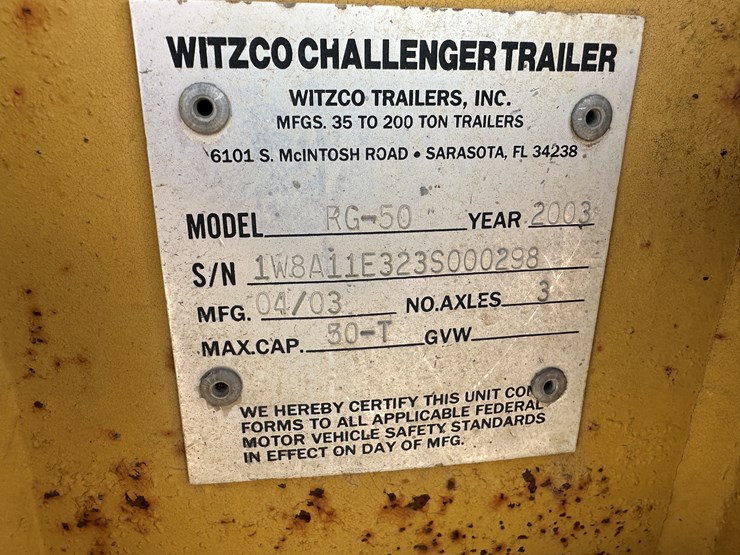 WITZCO CHALLENGER TRAILER
WITZCO TRAILERS, INC.
MFGS. 35 TO 200 TON TRAILERS
6101 S. McINTOSH ROAD • SARASOTA, FL 34238
MODEL RG-50 YEAR 2003
S/N 1W8A11E323S000298
MFG. 04/03 NO.AXLES 3
MAX.CAP. 50-T GVW
WE HEREBY CERTIFY THIS UNIT CON
FORMS TO ALL APPLICABLE FEDERAL
MOTOR VEHICLE SAFETY STANDARDS
IN EFFECT ON DAY OF MFG.